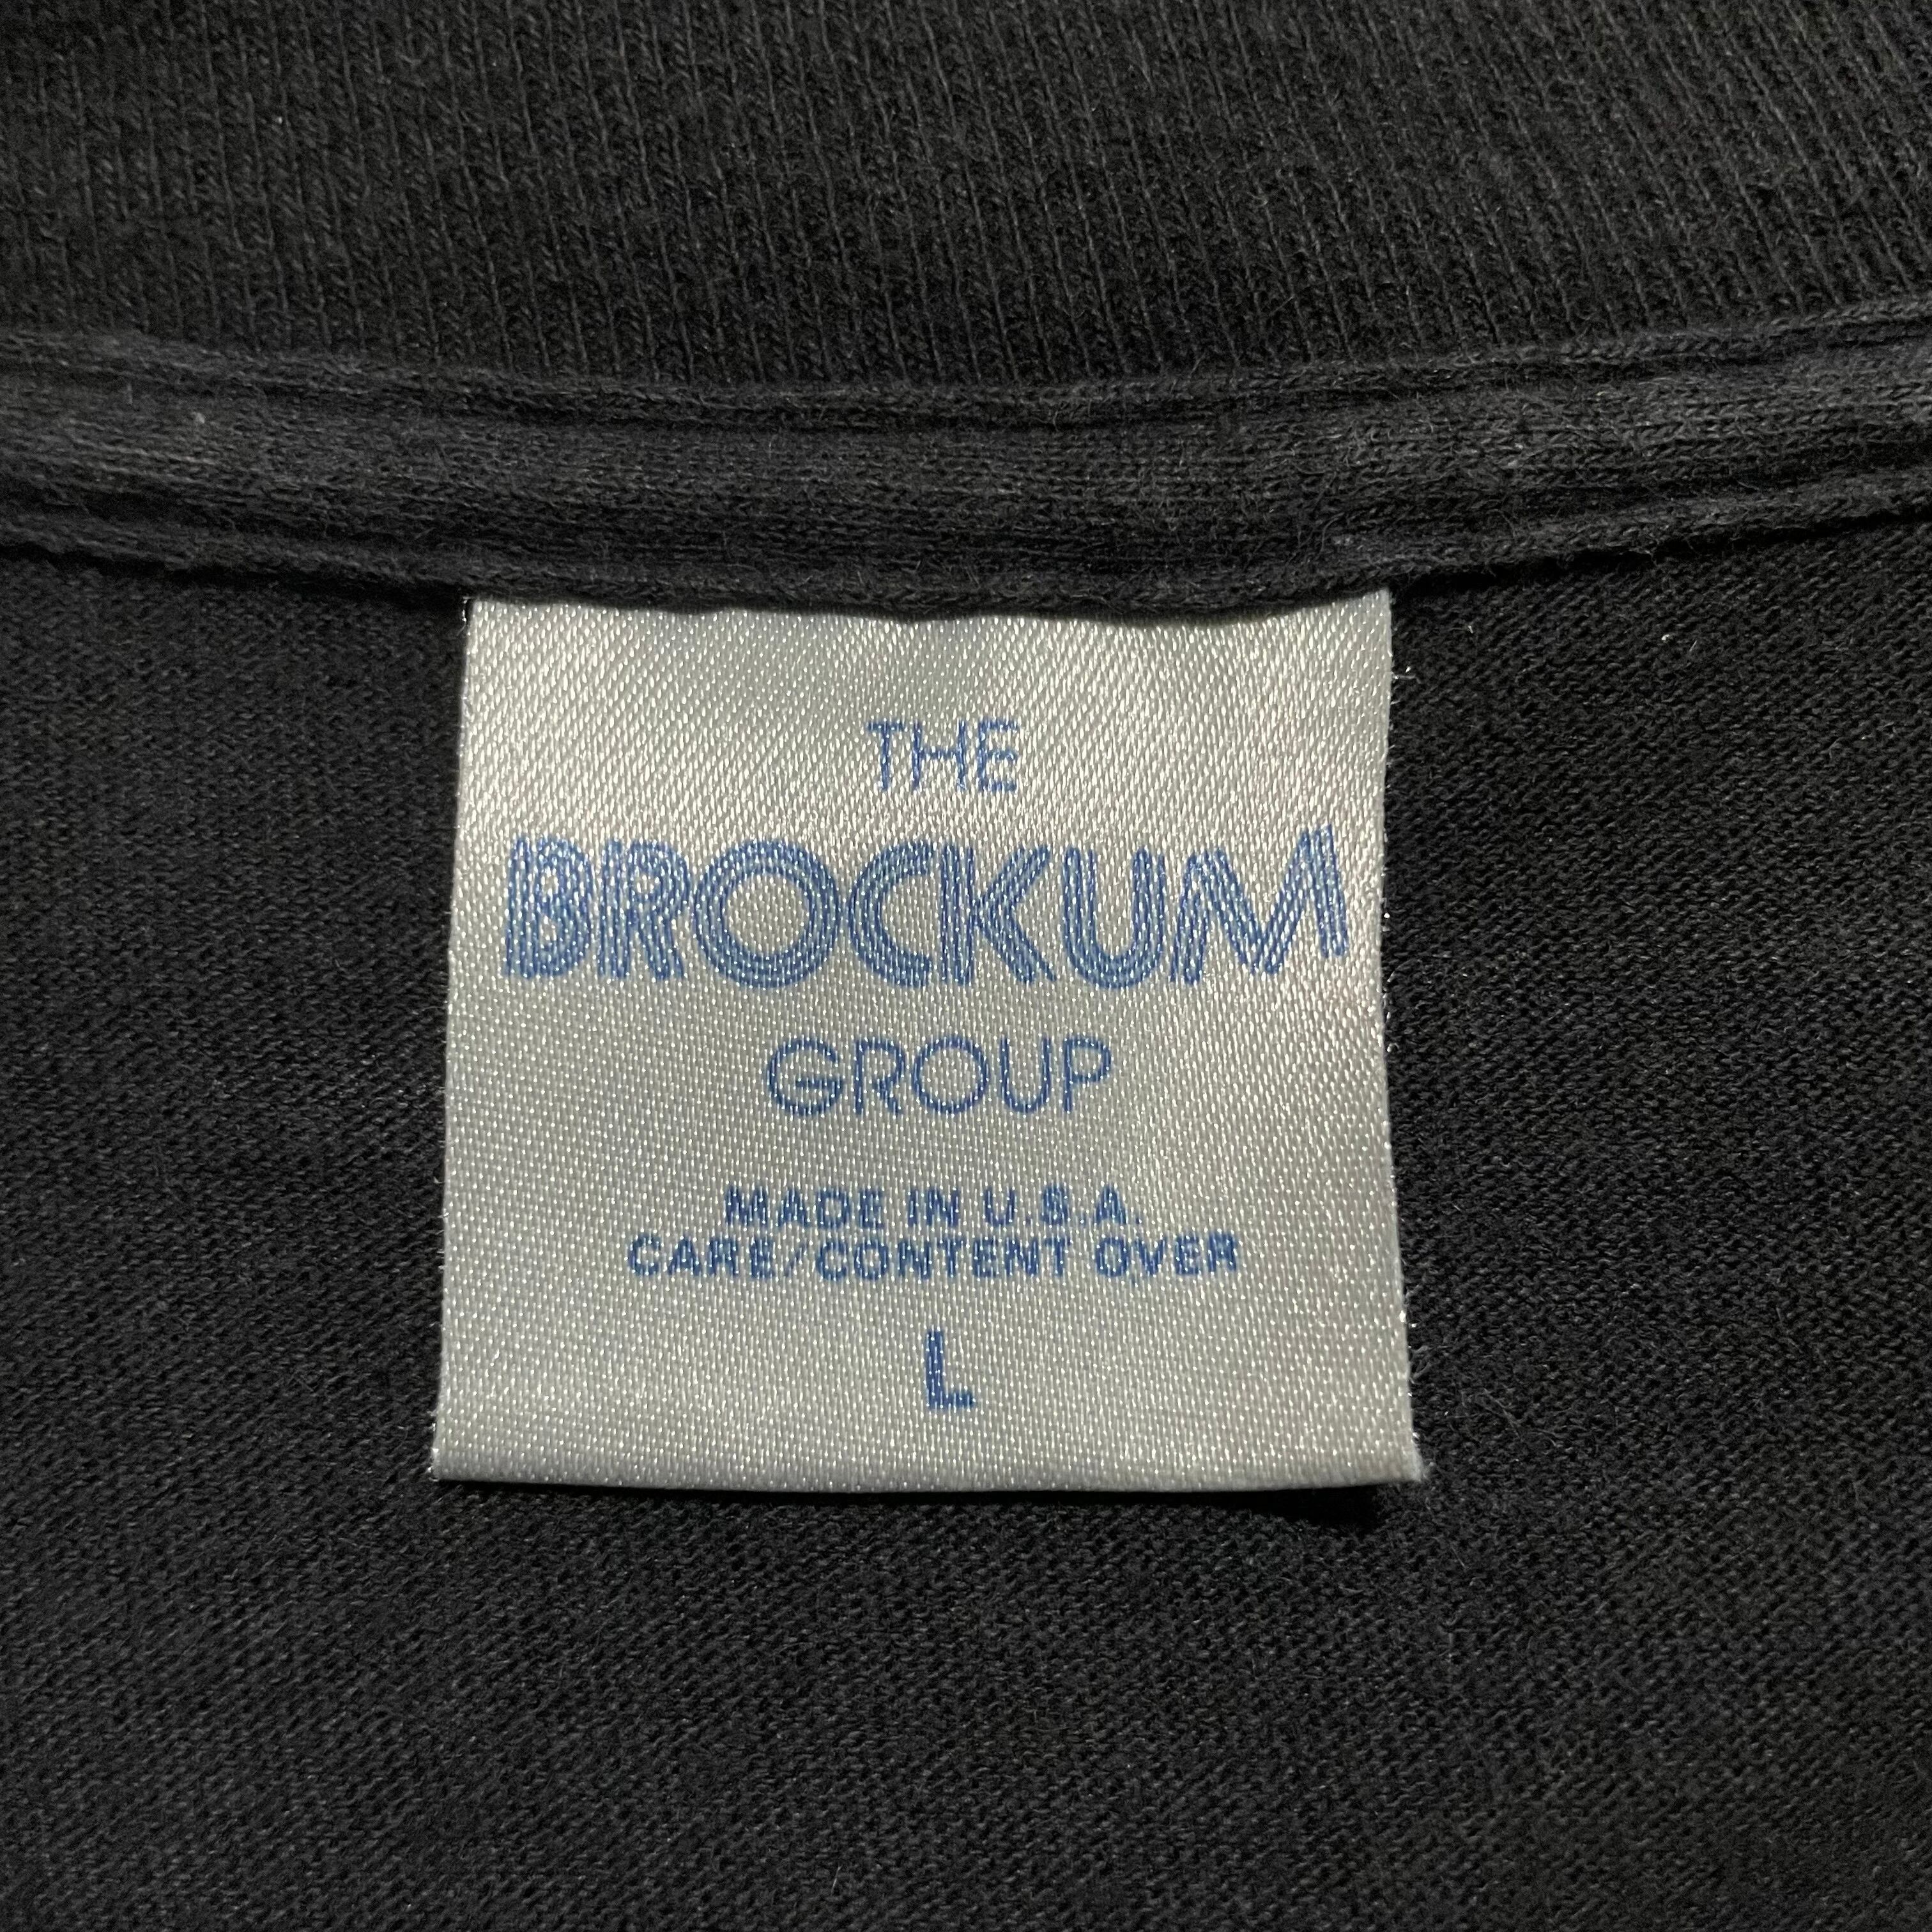 THE
BROCKUM
GROUP
MADE IN U.S.A.
CARE/CONTENT OVER
L